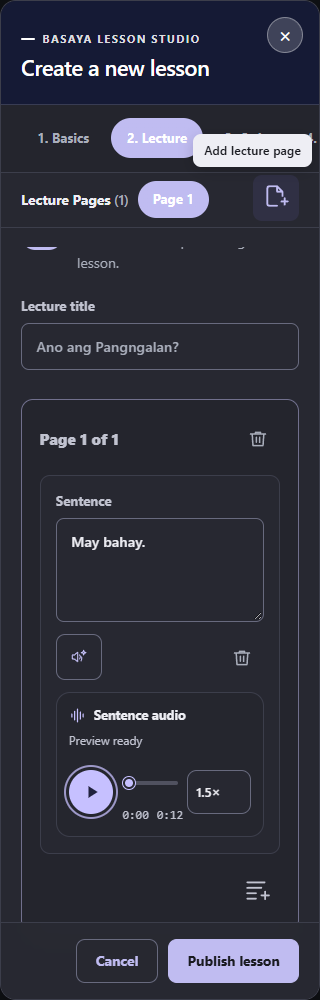 BASAYA LESSON STUDIO
Create a new lesson
1. Basics
2. Lecture
Add lecture page
Lecture Pages (1)
Page 1
lesson.
Lecture title
Ano ang Pangngalan?
Page 1 of 1
Sentence
May bahay.
Sentence audio
Preview ready
0:00 0:12
1.5×
Cancel
Publish lesson